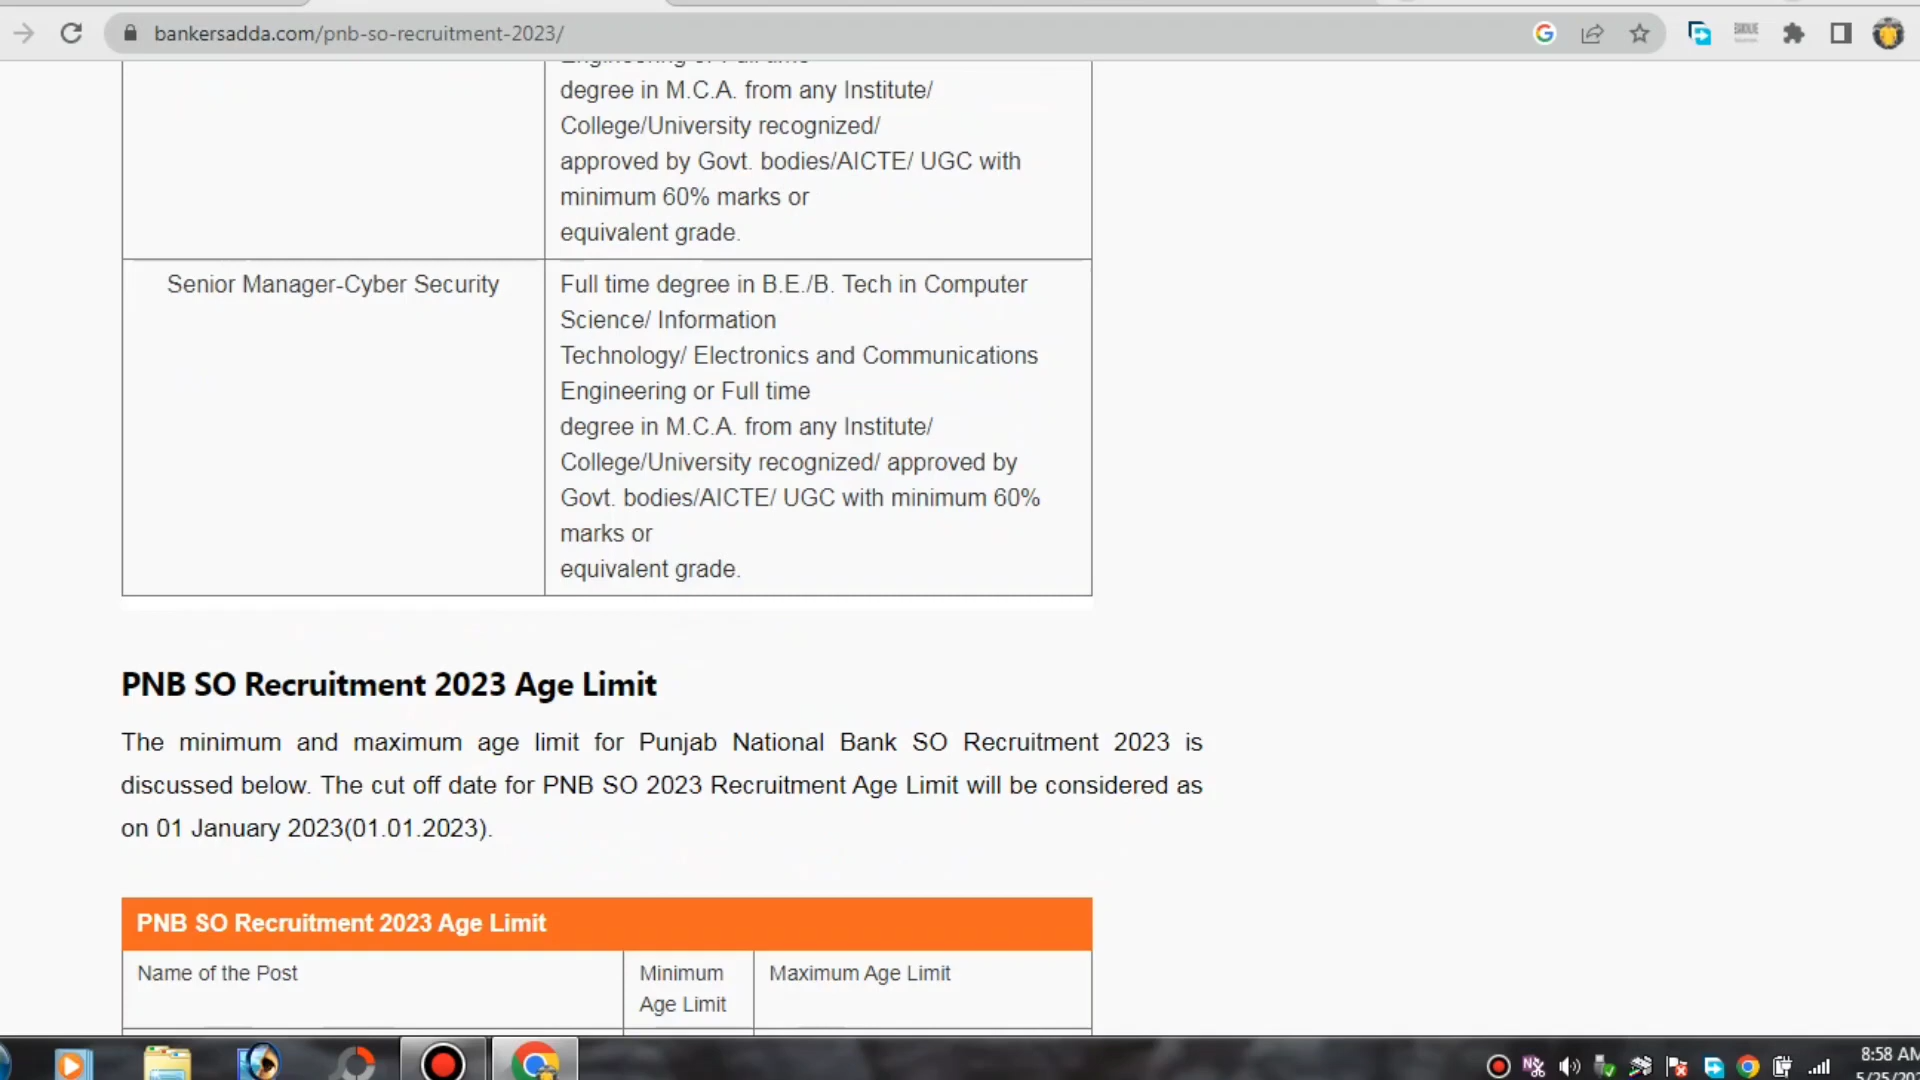 bankersadda.com/pnb-so-recruitment-2023/
degree in M.C.A. from any Institute/
College/University recognized/
approved by Govt. bodies/AICTE/ UGC with
minimum 60% marks or
equivalent grade.
Senior Manager-Cyber Security
Full time degree in B.E./B. Tech in Computer
Science/ Information
Technology/ Electronics and Communications
Engineering or Full time
degree in M.C.A. from any Institute/
College/University recognized/ approved by
Govt. bodies/AICTE/ UGC with minimum 60%
marks or
equivalent grade.
PNB SO Recruitment 2023 Age Limit
The minimum and maximum age limit for Punjab National Bank SO Recruitment 2023 is
discussed below. The cut off date for PNB SO 2023 Recruitment Age Limit will be considered as
on 01 January 2023(01.01.2023).
PNB SO Recruitment 2023 Age Limit
Name of the Post
Minimum
Age Limit
Maximum Age Limit
8:58 AM